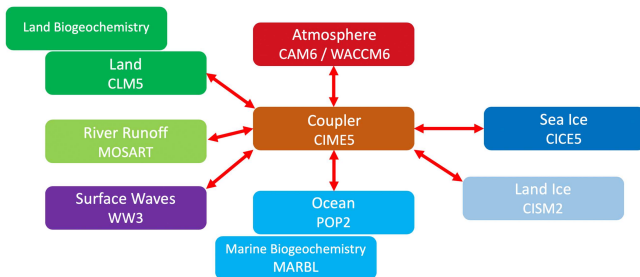 Land Biogeochemistry
Land
CLM5
Atmosphere
CAM6 / WACCM6
River Runoff
MOSART
Coupler
CIME5
Sea Ice
CICE5
Surface Waves
WW3
Ocean
POP2
Land Ice
CISM2
Marine Biogeochemistry
MARBL